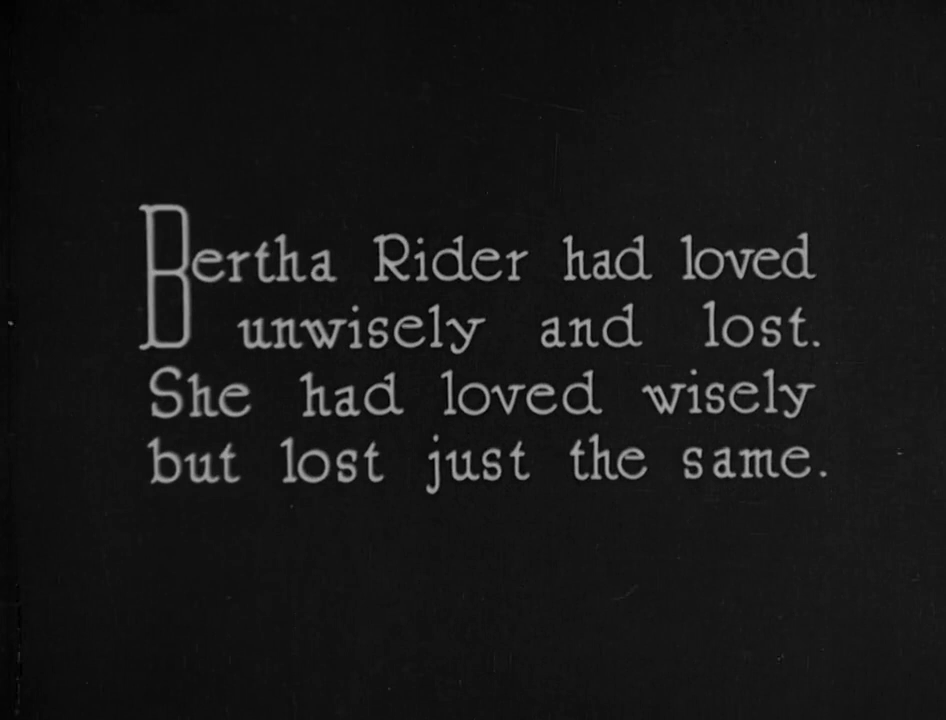 Bertha Rider had loved
unwisely and lost.
She had loved wisely
but lost just the same.